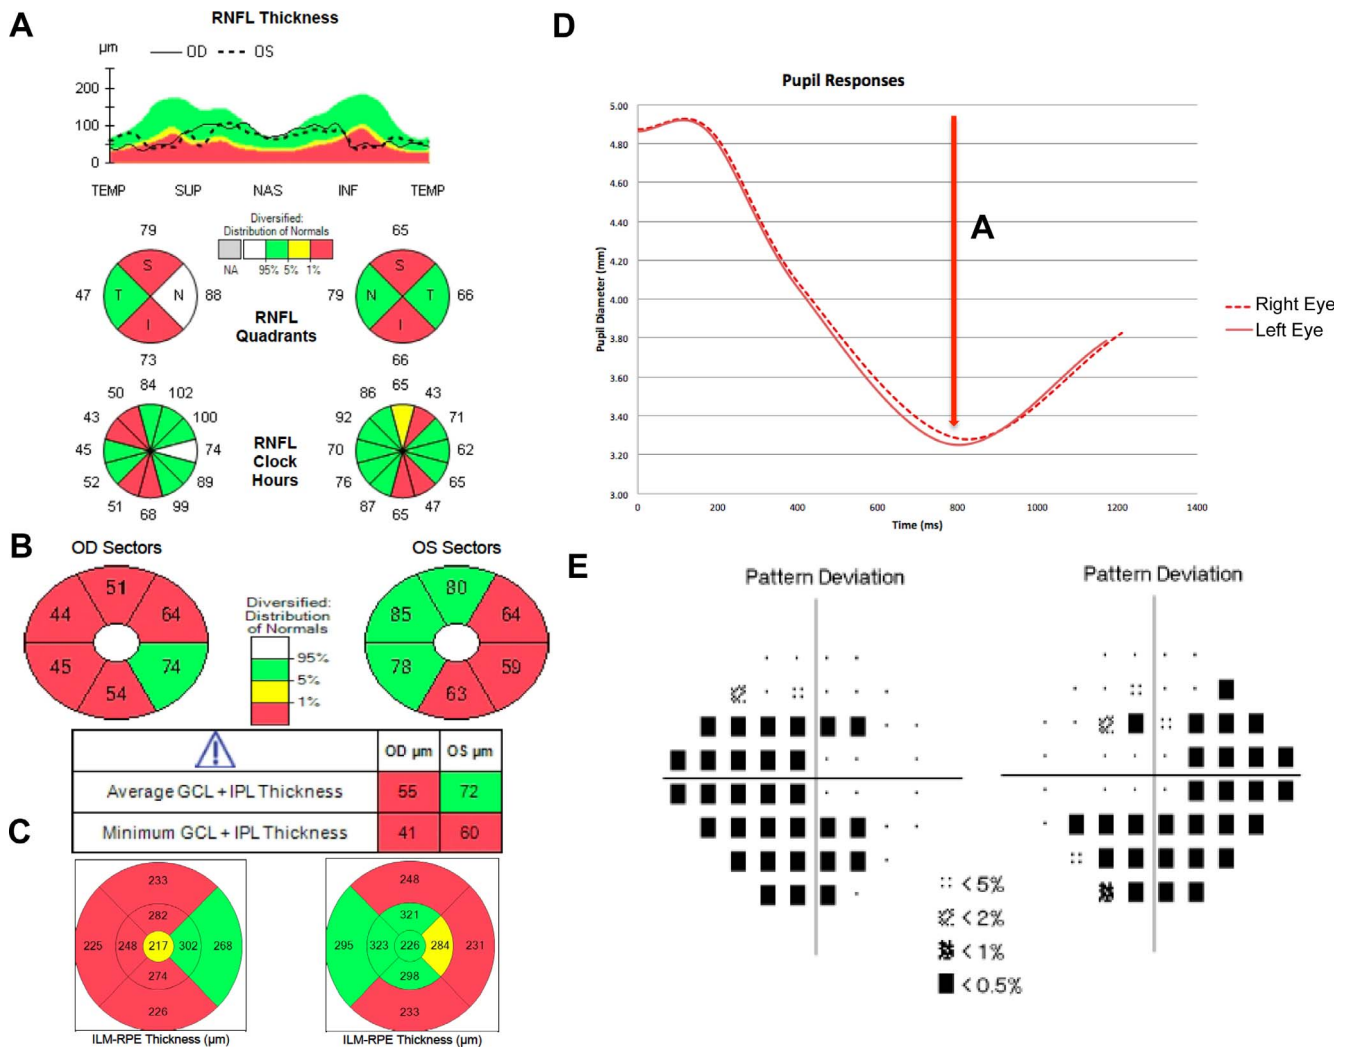 A
RNFL Thickness
µm
OD
OS
200
100
0
TEMP SUP NAS INF TEMP
Diversified:
Distribution of Normals
NA 95% 5% 1%
79
S
47 T N 88
I
73
65
S
79 N T 66
I
66
RNFL
Quadrants
84
102
100
74
89
99
68
51
52
45
43
50
65
43
71
62
65
47
65
87
76
70
92
86
RNFL
Clock
Hours
B
OD Sectors
51
44 64
45 74
54
OS Sectors
80
85 64
78 59
63
Diversified:
Distribution
of Normals
95%
5%
1%
OD µm OS µm
Average GCL + IPL Thickness 55 72
Minimum GCL + IPL Thickness 41 60
C
233
282
225 248 217 302 268
274
226
ILM-RPE Thickness (µm)
248
321
295 323 226 284 231
298
233
ILM-RPE Thickness (µm)
D
Pupil Responses
Pupil Diameter (mm)
5.00
4.80
4.60
4.40
4.20
4.00
3.80
3.60
3.40
3.20
3.00
0 200 400 600 800 1000 1200 1400
Time (ms)
A
Right Eye
Left Eye
E
Pattern Deviation
Pattern Deviation
< 5%
< 2%
< 1%
< 0.5%